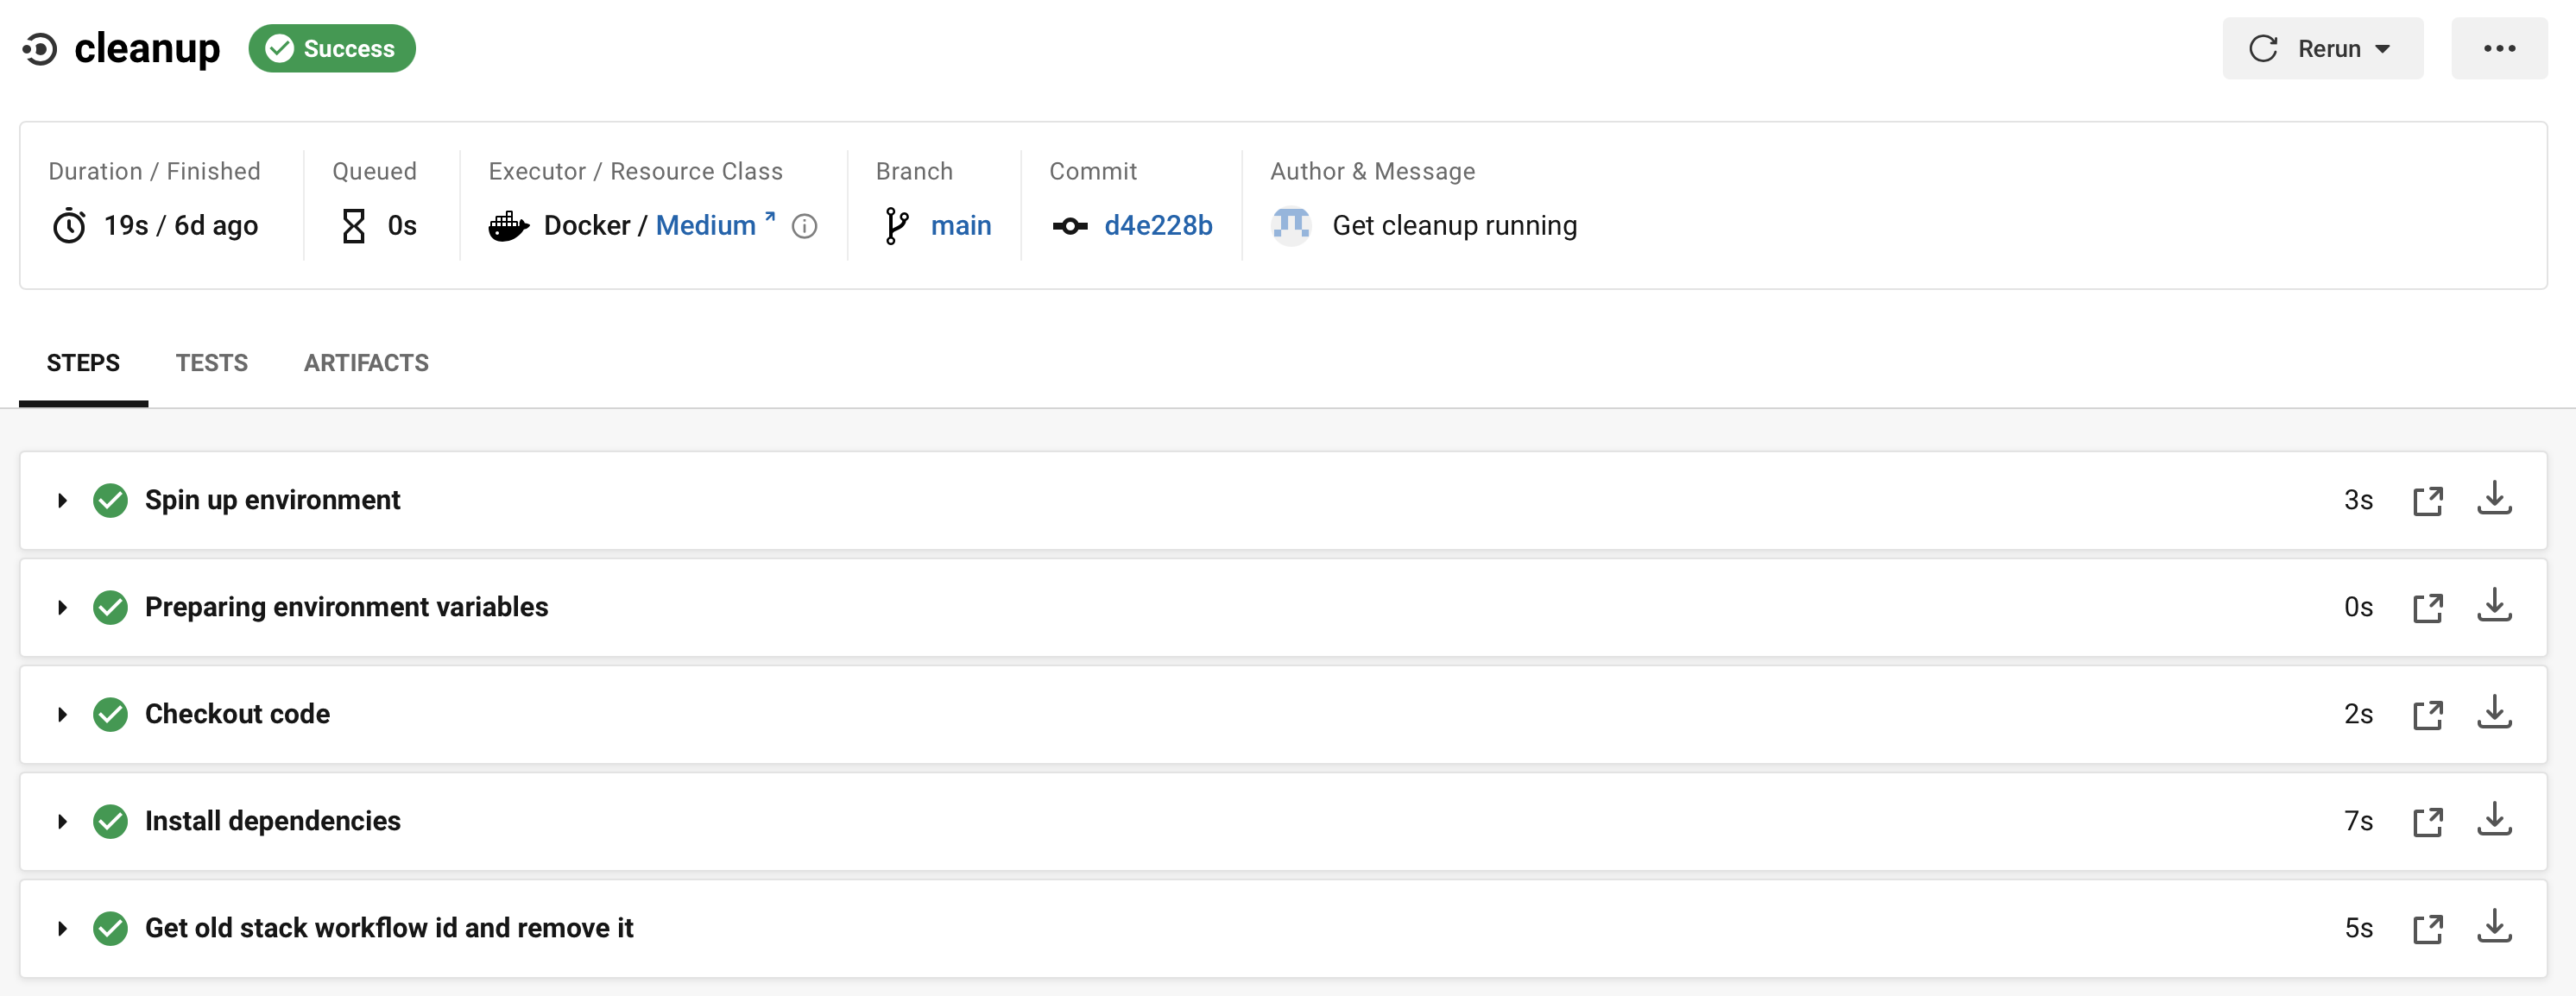 cleanup Success Rerun
Duration / Finished Queued Executor / Resource Class Branch Commit Author & Message
19s / 6d ago 0s Docker / Medium main d4e228b Get cleanup running
STEPS TESTS ARTIFACTS
Spin up environment 3s
Preparing environment variables 0s
Checkout code 2s
Install dependencies 7s
Get old stack workflow id and remove it 5s